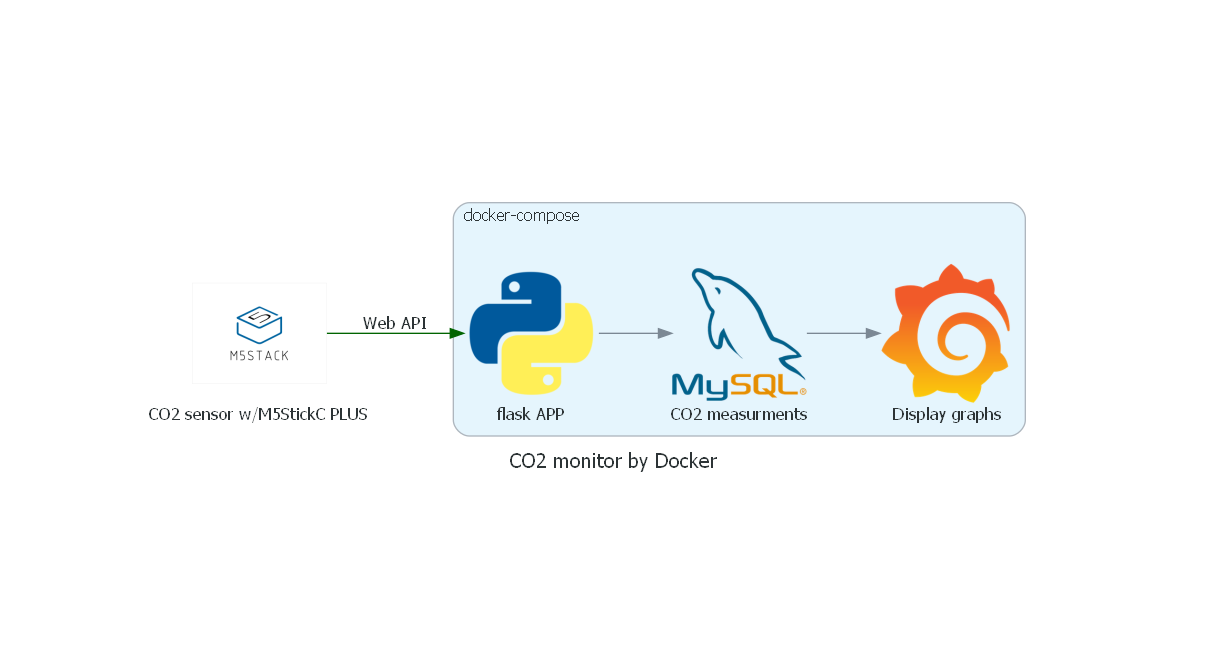 docker-compose
Web API
M5STACK
MySQL®
CO2 sensor w/M5StickC PLUS
flask APP
CO2 measurments
Display graphs
CO2 monitor by Docker